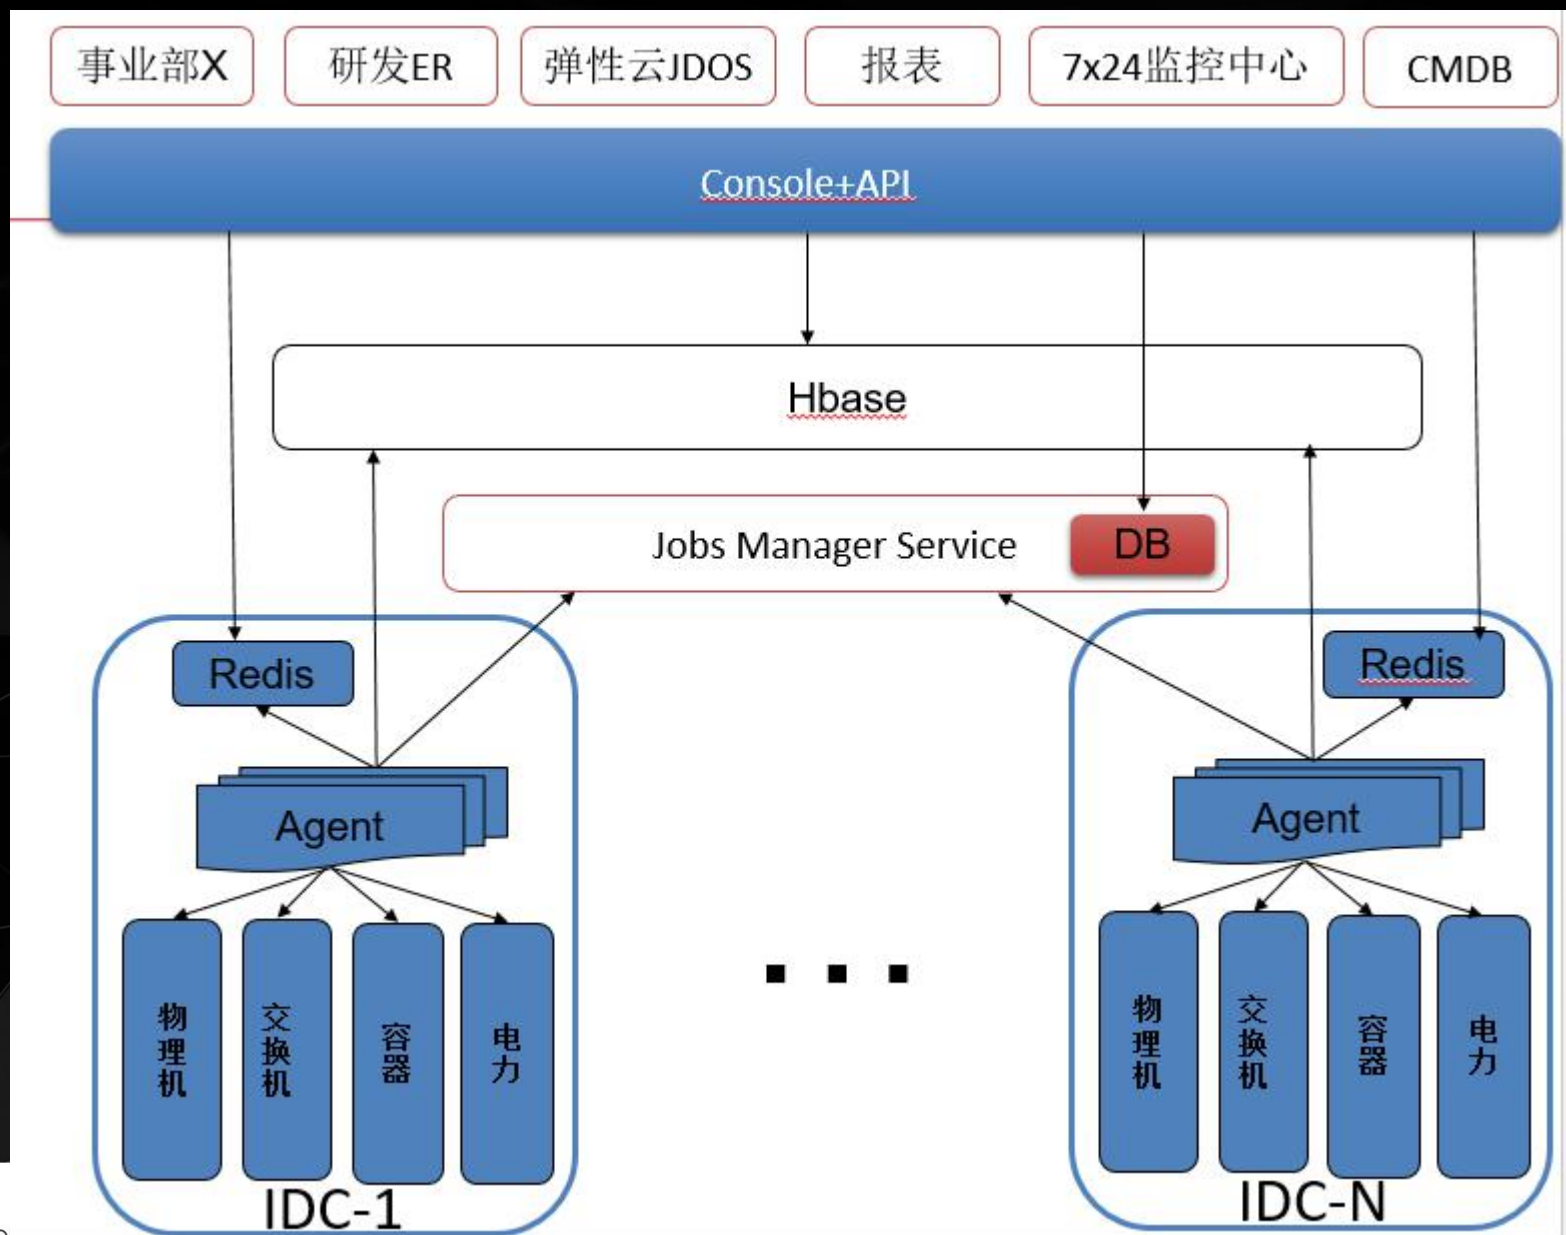 事业部X
研发ER
弹性云JDOS
报表
7x24监控中心
CMDB
Console+API
Hbase
Jobs Manager Service
DB
Redis
Redis
Agent
Agent
物理机
交换机
容器
电力
物理机
交换机
容器
电力
IDC-1
IDC-N